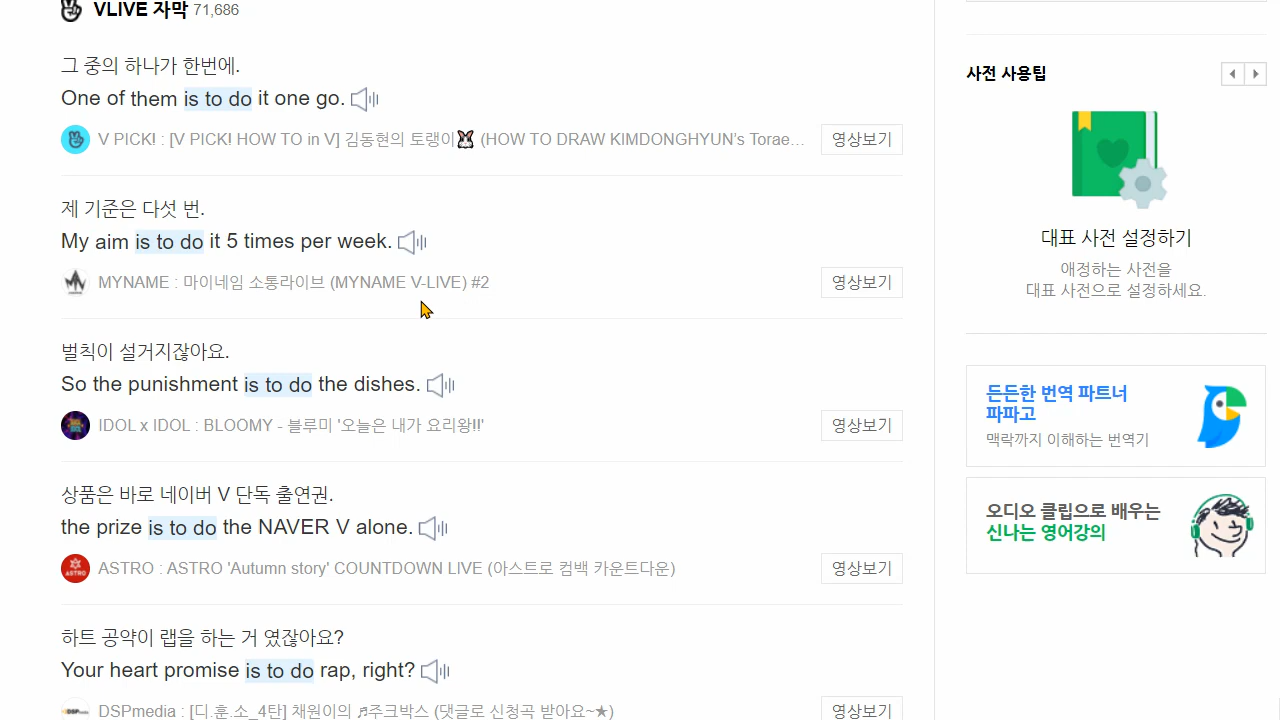 VLIVE 자막 71,686
그 중의 하나가 한번에.
One of them is to do it one go.
V PICK! : [V PICK! HOW TO in V] 김동현의 토랭이🐰 (HOW TO DRAW KIMDONGHYUN's Torae... 영상보기
제 기준은 다섯 번.
My aim is to do it 5 times per week.
MYNAME : 마이네임 소통라이브 (MYNAME V-LIVE) #2 영상보기
벌칙이 설거지잖아요.
So the punishment is to do the dishes.
IDOL x IDOL : BLOOMY - 블루미 '오늘은 내가 요리왕!!' 영상보기
상품은 바로 네이버 V 단독 출연권.
the prize is to do the NAVER V alone.
ASTRO
ASTRO : ASTRO 'Autumn story' COUNTDOWN LIVE (아스트로 컴백 카운트다운) 영상보기
하트 공약이 랩을 하는 거 였잖아요?
Your heart promise is to do rap, right?
DSPmedia : [디.훈.소_4탄] 채원이의 ♬주크박스 (댓글로 신청곡 받아요~★) 영상보기
사전 사용팁
대표 사전 설정하기
애정하는 사전을
대표 사전으로 설정하세요.
든든한 번역 파트너
파파고
맥락까지 이해하는 번역기
오디오 클립으로 배우는
신나는 영어강의